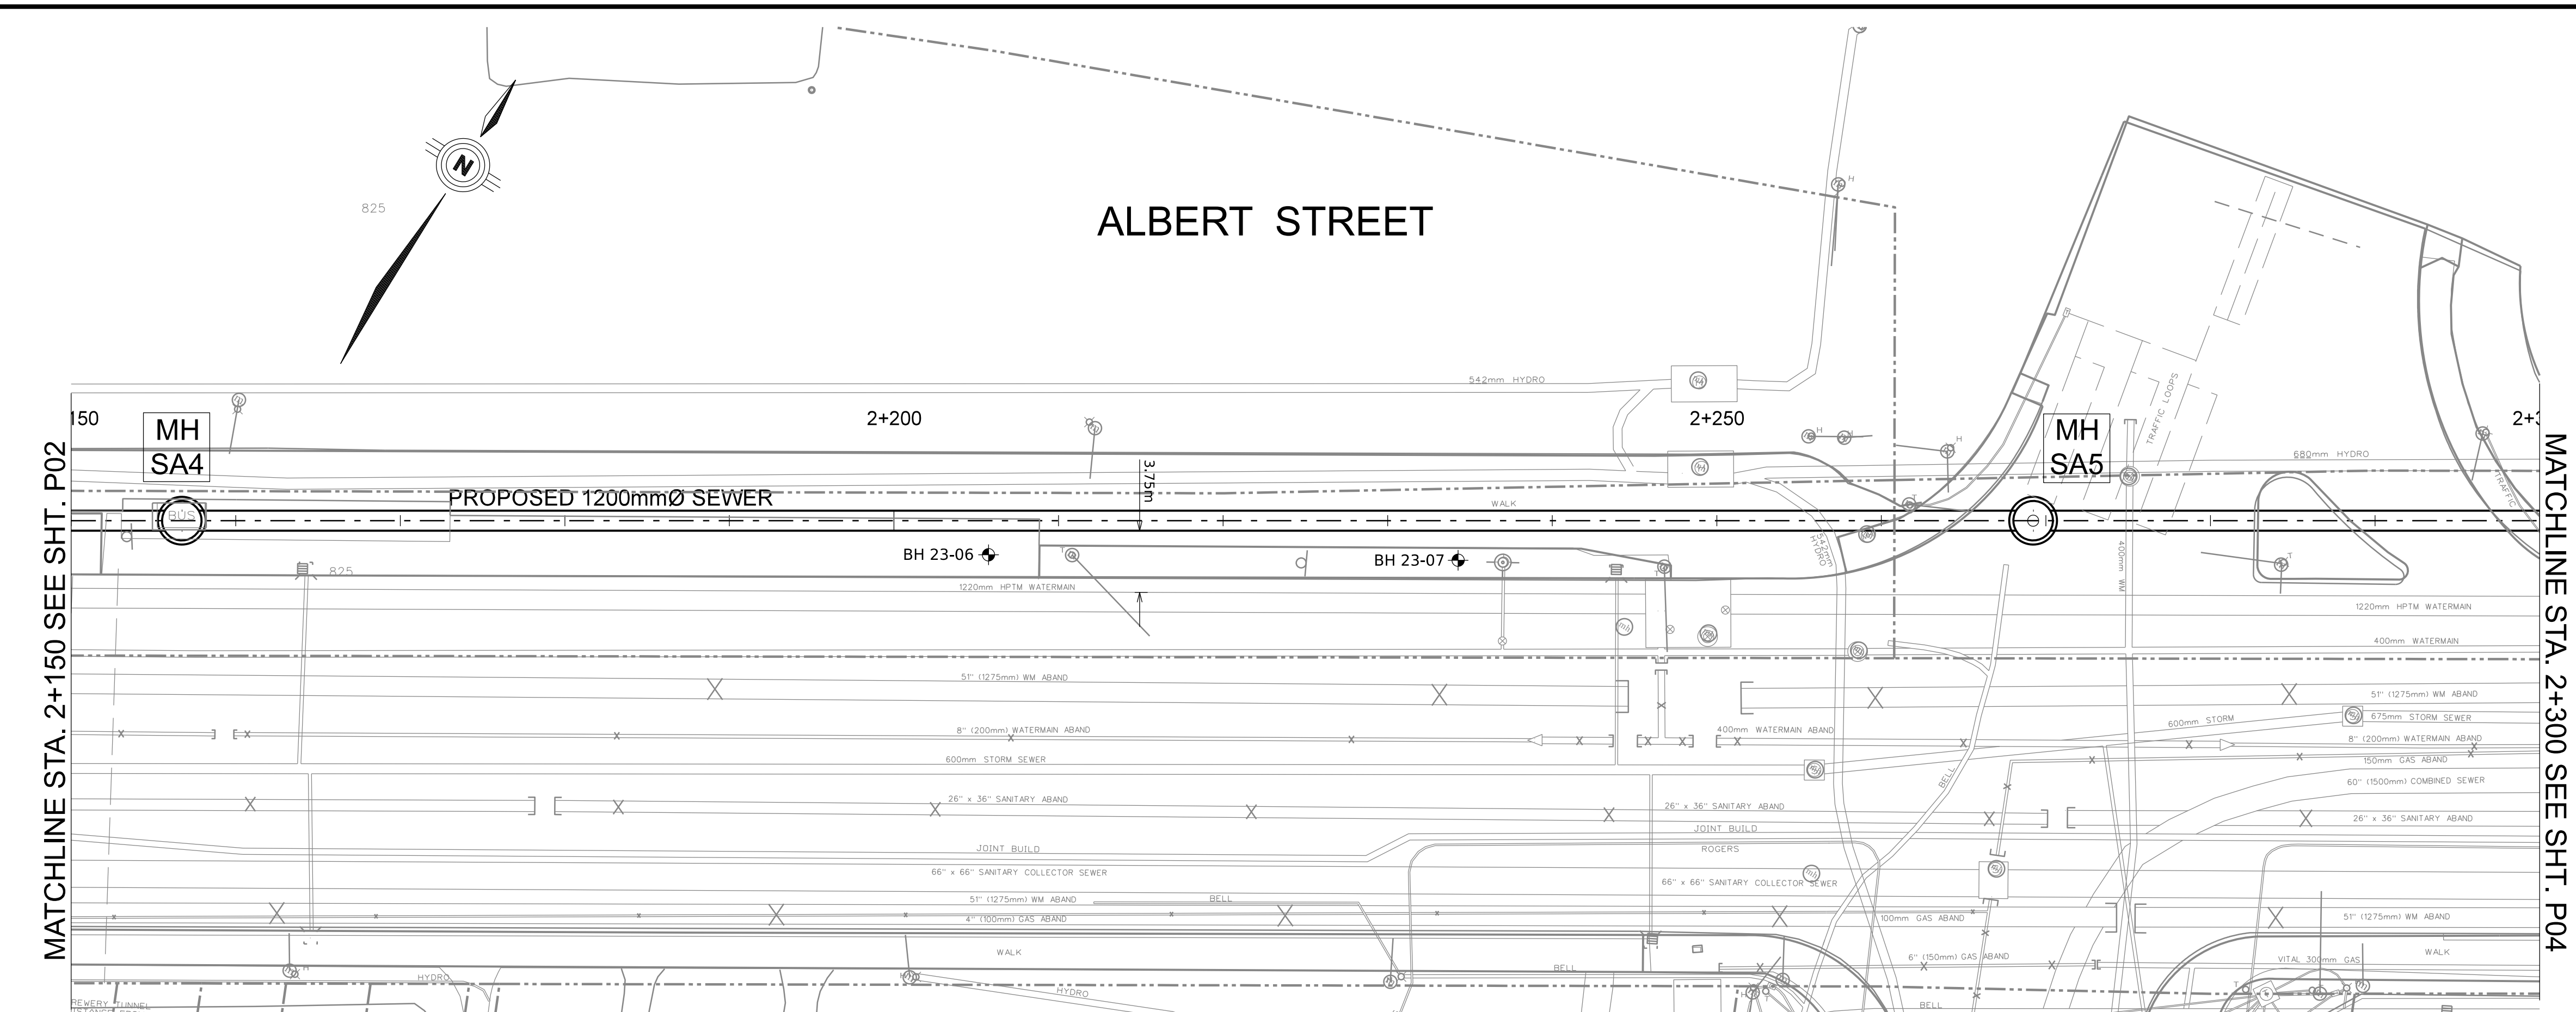 N
825
ALBERT STREET
542mm HYDRO
150
2+200
2+250
MH
SA4
MH
SA5
TRAFFIC LOOPS
680mm HYDRO
TRAFFIC
MATCHLINE STA. 2+150 SEE SHT. P02
MATCHLINE STA. 2+300 SEE SHT. P04
PROPOSED 1200mmØ SEWER
3.75m
WALK
BUS
BH 23-06
BH 23-07
542mm
HYDRO
400mm WM
825
1220mm HPTM WATERMAIN
1220mm HPTM WATERMAIN
400mm WATERMAIN
51" (1275mm) WM ABAND
51" (1275mm) WM ABAND
600mm STORM
675mm STORM SEWER
8" (200mm) WATERMAIN ABAND
400mm WATERMAIN ABAND
8" (200mm) WATERMAIN ABAND
600mm STORM SEWER
150mm GAS ABAND
BELL
60" (1500mm) COMBINED SEWER
26" x 36" SANITARY ABAND
26" x 36" SANITARY ABAND
26" x 36" SANITARY ABAND
JOINT BUILD
JOINT BUILD
ROGERS
66" x 66" SANITARY COLLECTOR SEWER
66" x 66" SANITARY COLLECTOR SEWER
51" (1275mm) WM ABAND
BELL
4" (100mm) GAS ABAND
100mm GAS ABAND
51" (1275mm) WM ABAND
WALK
WALK
6" (150mm) GAS ABAND
VITAL 300mm GAS
BELL
HYDRO
HYDRO
REWERY TUNNEL
BELL